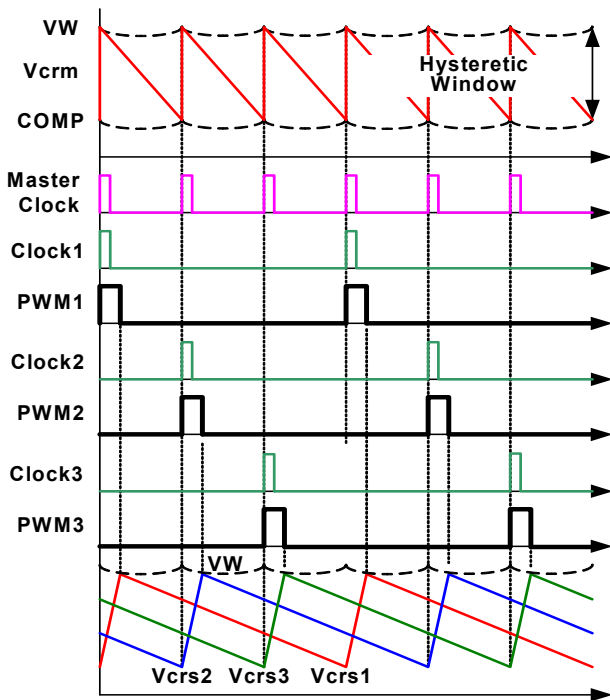 VW
Vcrm
Hysteretic
Window
COMP
Master
Clock
Clock1
PWM1
Clock2
PWM2
Clock3
PWM3
VW
Vcrs2 Vcrs3 Vcrs1